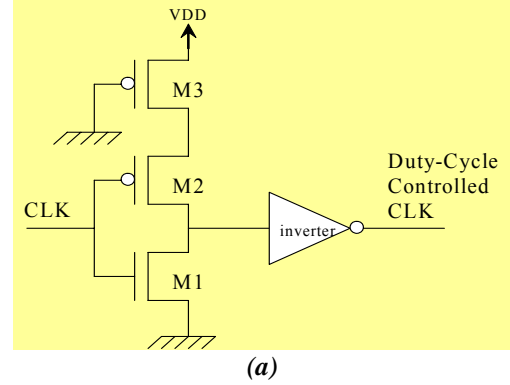 VDD
M3
M2
CLK
Duty-Cycle
Controlled
CLK
inverter
M1
(a)